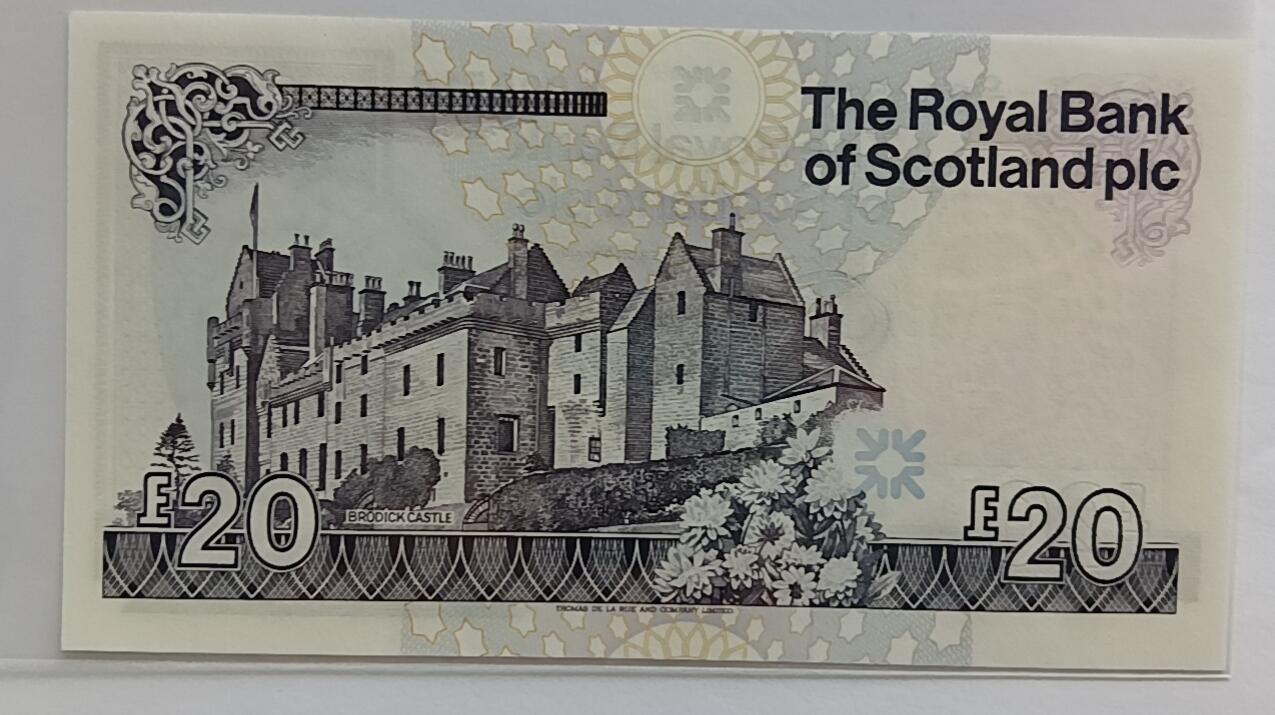 The Royal Bank
of Scotland plc
£20
BRODICK CASTLE
£20
THOMAS DE LA RUE AND COMPANY LIMITED